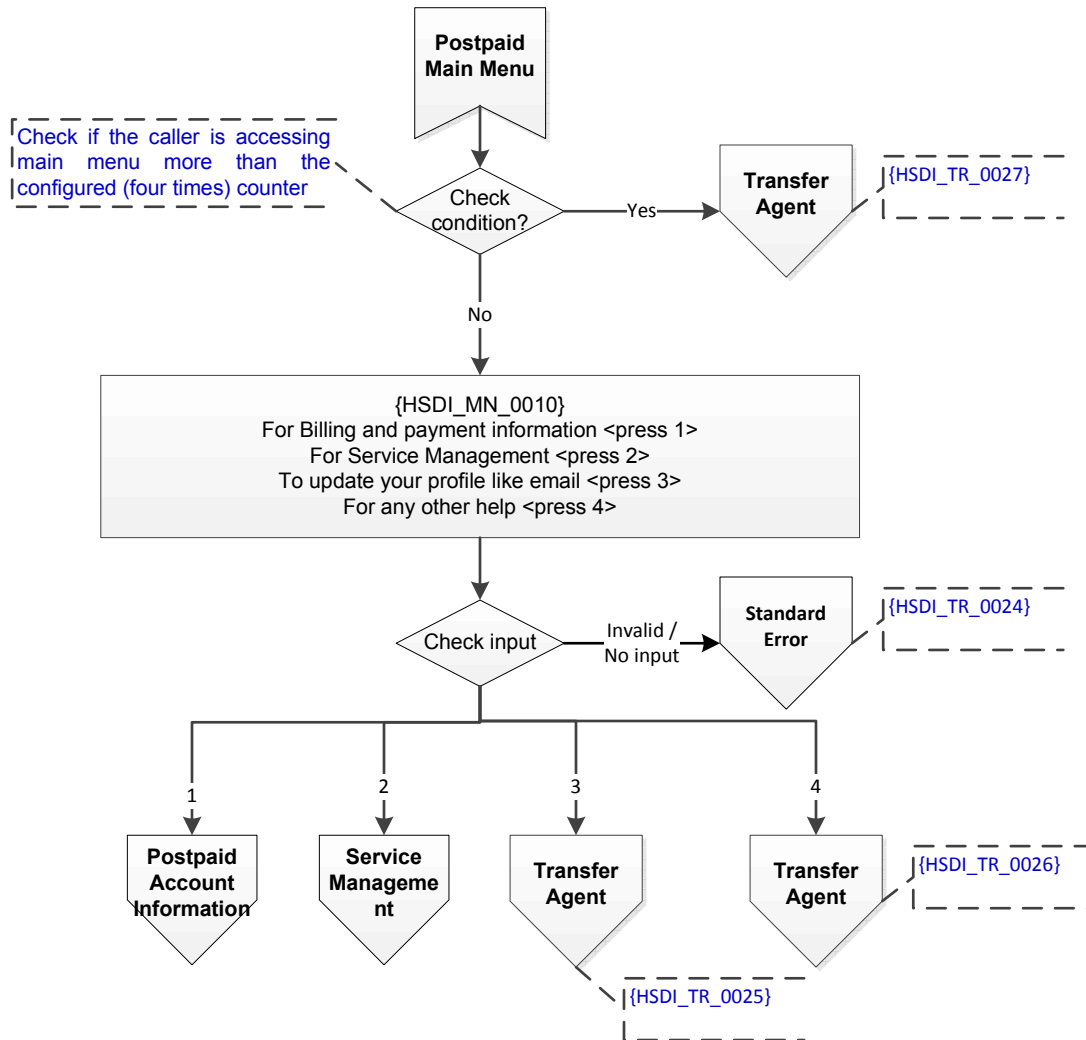 Postpaid
Main Menu
Check if the caller is accessing
main menu more than the
configured (four times) counter
Check
condition?
Yes
Transfer
Agent
{HSDI_TR_0027}
No
{HSDI_MN_0010}
For Billing and payment information <press 1>
For Service Management <press 2>
To update your profile like email <press 3>
For any other help <press 4>
Check input
Invalid /
No input
Standard
Error
{HSDI_TR_0024}
1
2
3
4
Postpaid
Account
Information
Service
Manageme
nt
Transfer
Agent
Transfer
Agent
{HSDI_TR_0026}
{HSDI_TR_0025}